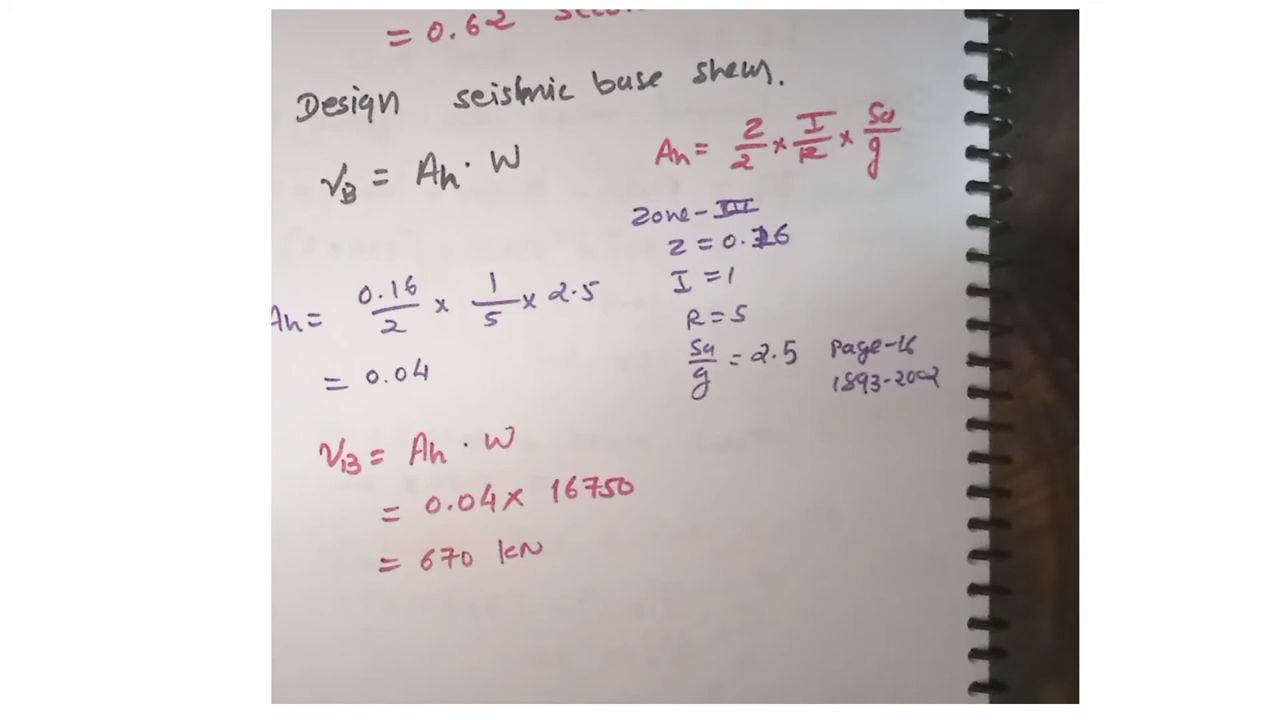 = 0.62
Design seismic base shear.
VB = Ah · W
Ah = Z/2 × I/R × Sa/g
Zone - III
Z = 0.16
I = 1
R = 5
Sa/g = 2.5 Page-16
1893-2002
Ah = 0.16/2 × 1/5 × 2.5
= 0.04
VB = Ah · W
= 0.04 × 16750
= 670 kN